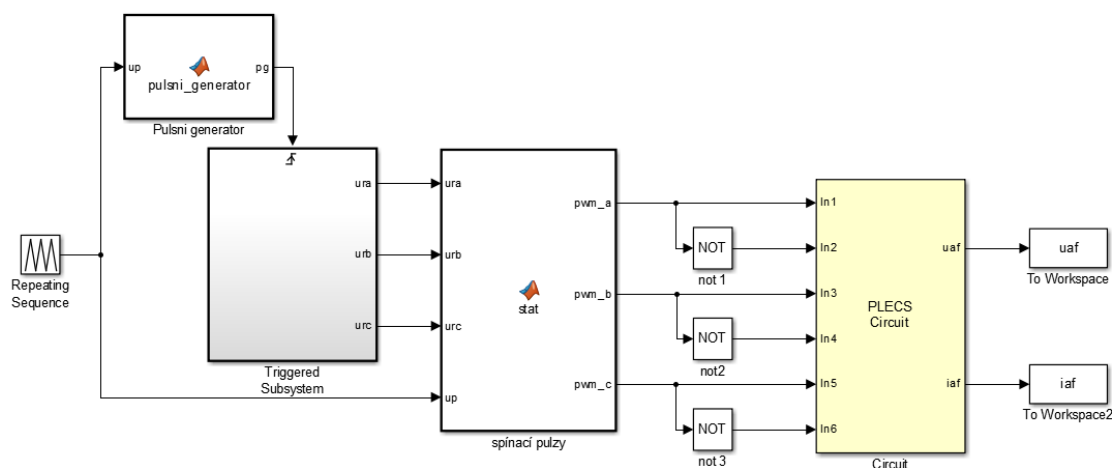 up
pg
pulsni_generator
Pulsni generator
ura
urb
urc
Triggered
Subsystem
Repeating
Sequence
ura
urb
urc
up
stat
pwm_a
pwm_b
pwm_c
spínací pulzy
NOT
not 1
NOT
not2
NOT
not 3
In1
In2
In3
In4
In5
In6
PLECS
Circuit
uaf
iaf
Circuit
uaf
To Workspace
iaf
To Workspace2